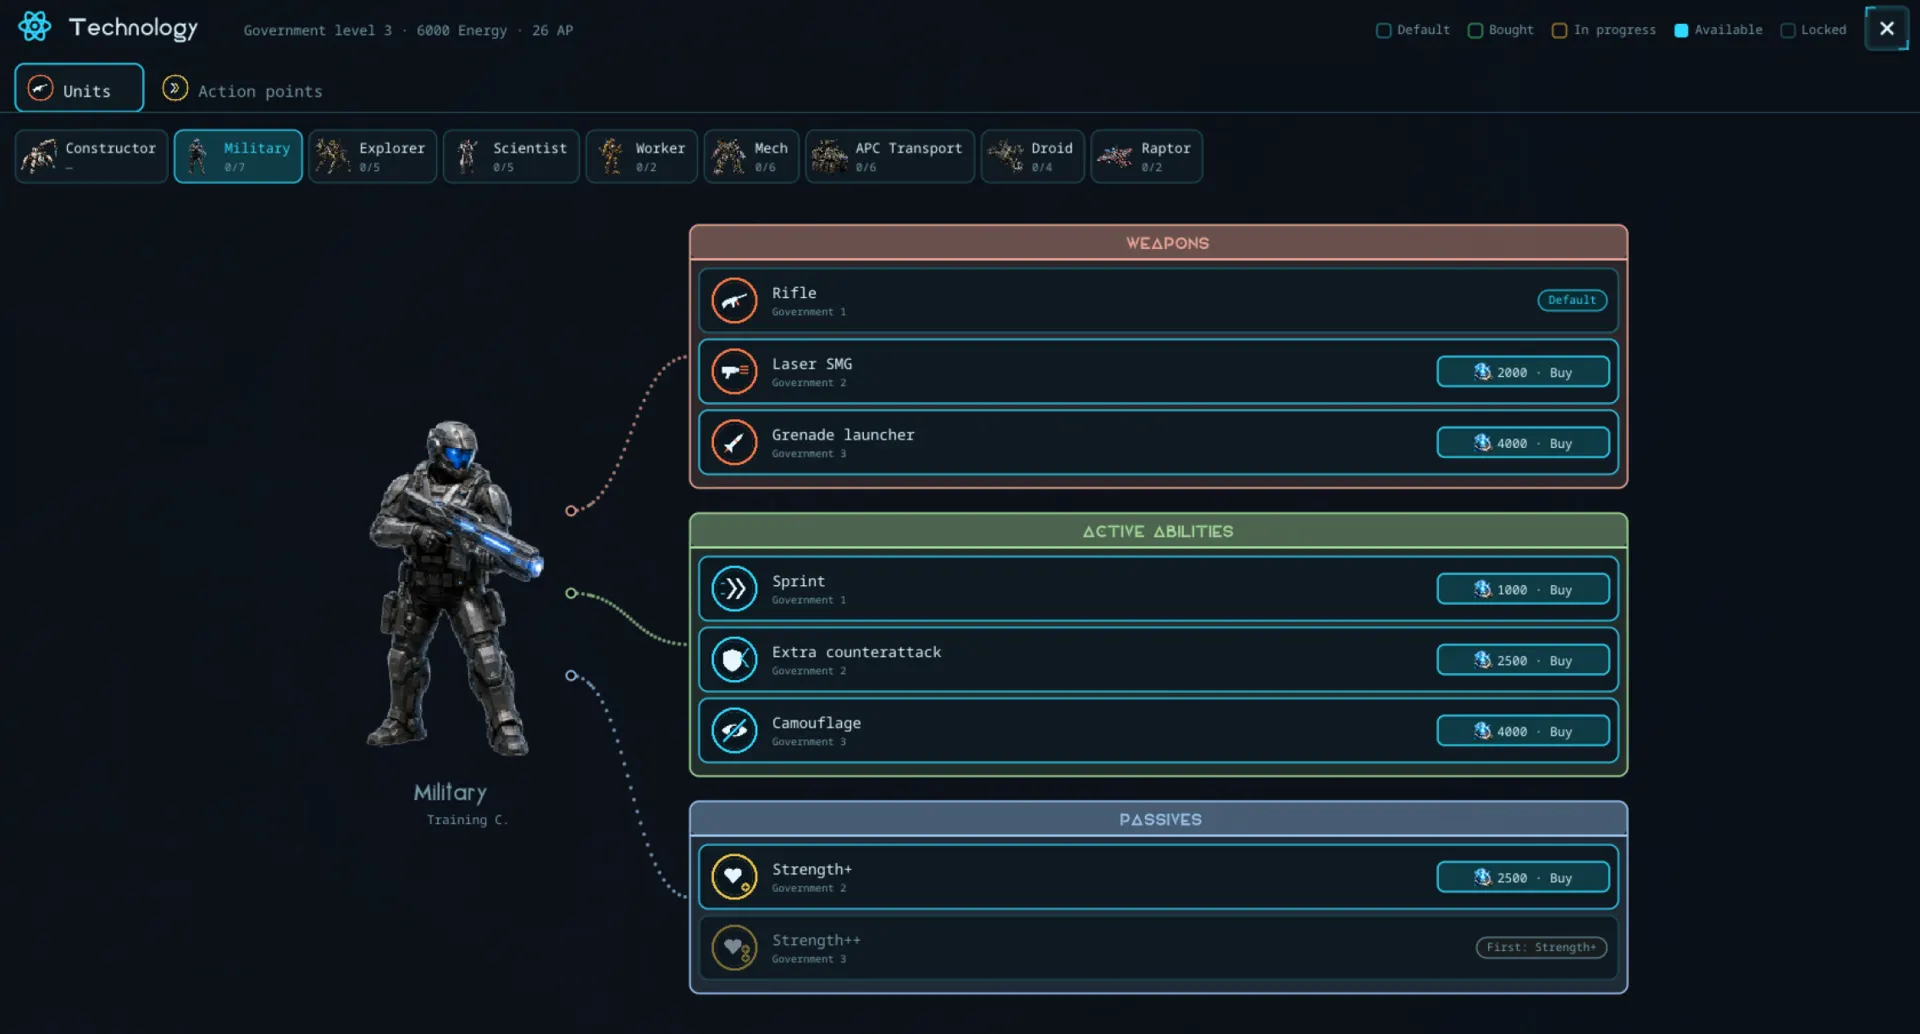 Technology
Government level 3 · 6000 Energy · 26 AP
Default
Bought
In progress
Available
Locked
Units
Action points
Constructor
–
Military
0/7
Explorer
0/5
Scientist
0/5
Worker
0/2
Mech
0/6
APC Transport
0/6
Droid
0/4
Raptor
0/2
WEAPONS
Rifle
Government 1
Default
Laser SMG
Government 2
2000 · Buy
Grenade launcher
Government 3
4000 · Buy
ACTIVE ABILITIES
Sprint
Government 1
1000 · Buy
Extra counterattack
Government 2
2500 · Buy
Camouflage
Government 3
4000 · Buy
Military
Training C.
PASSIVES
Strength+
Government 2
2500 · Buy
Strength++
Government 3
First: Strength+